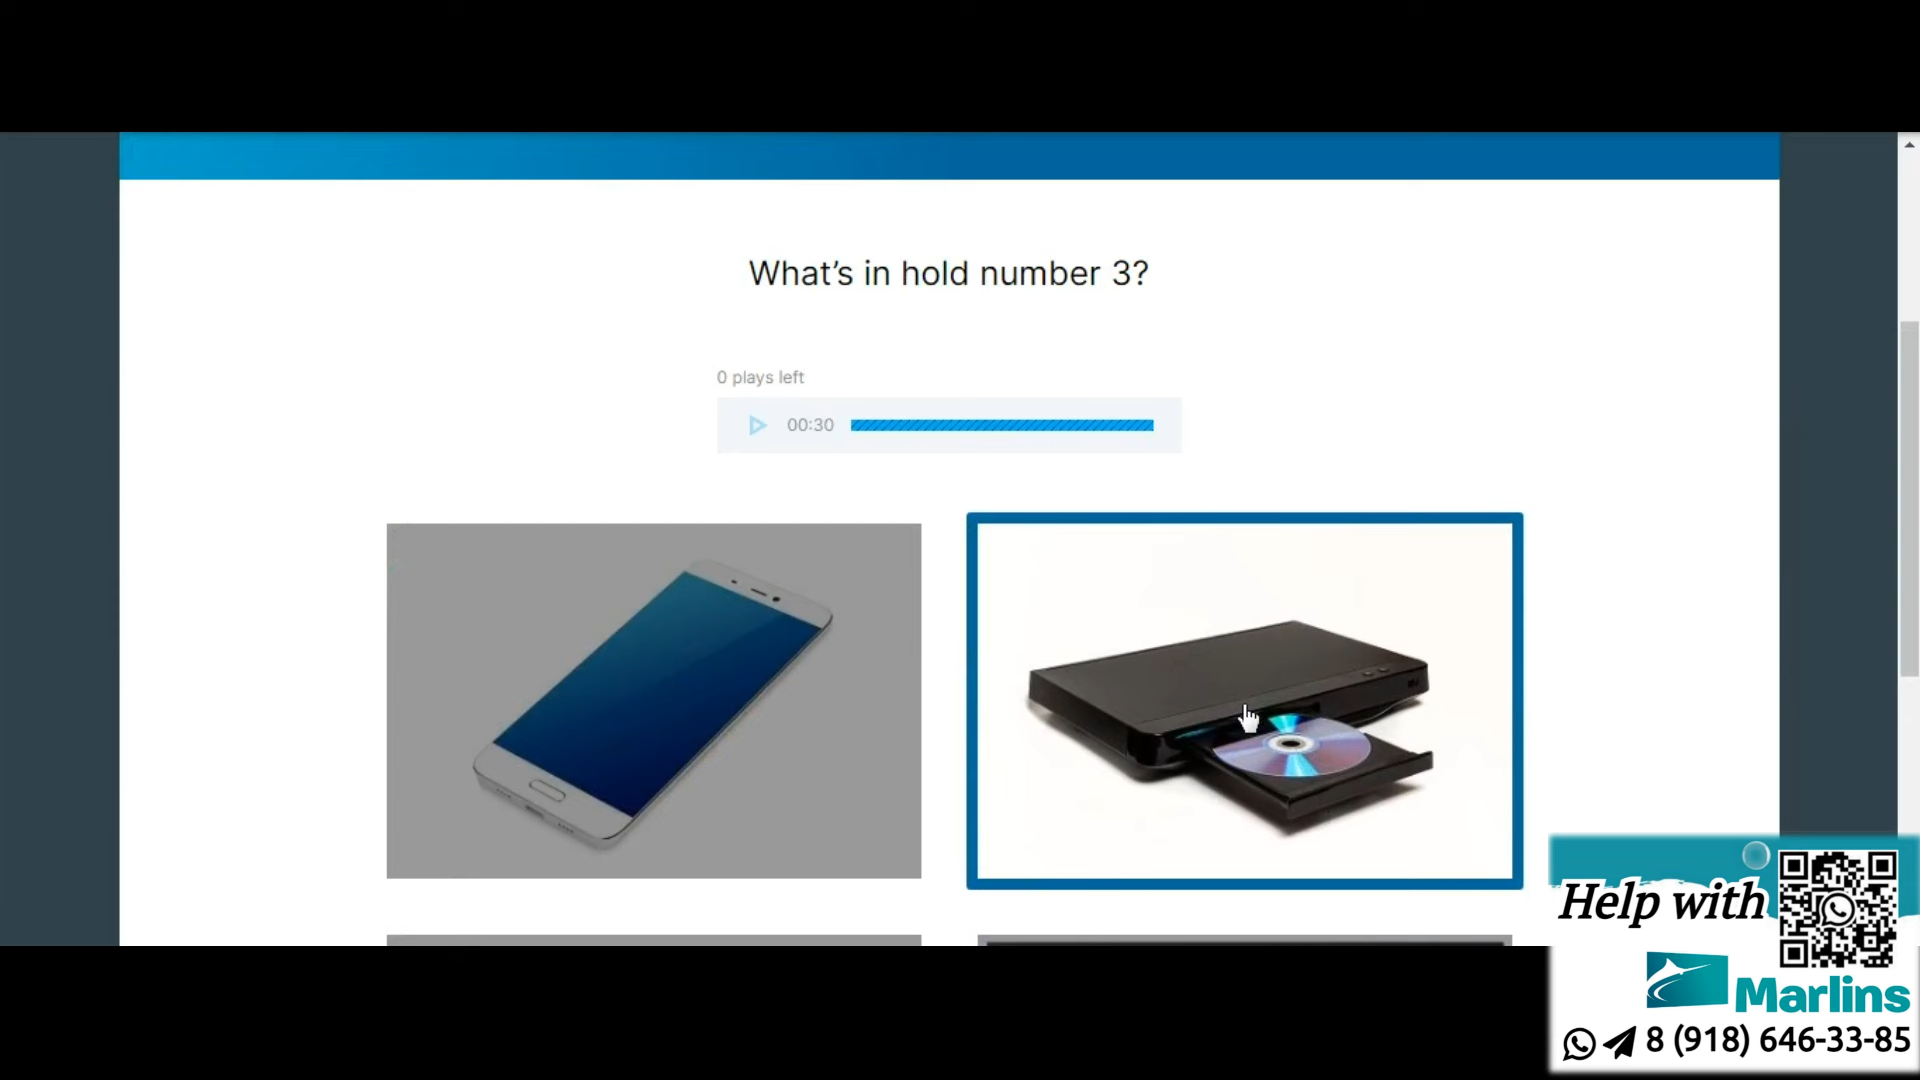 What's in hold number 3?
0 plays left
00:30
Help with
Marlins
8 (918) 646-33-85